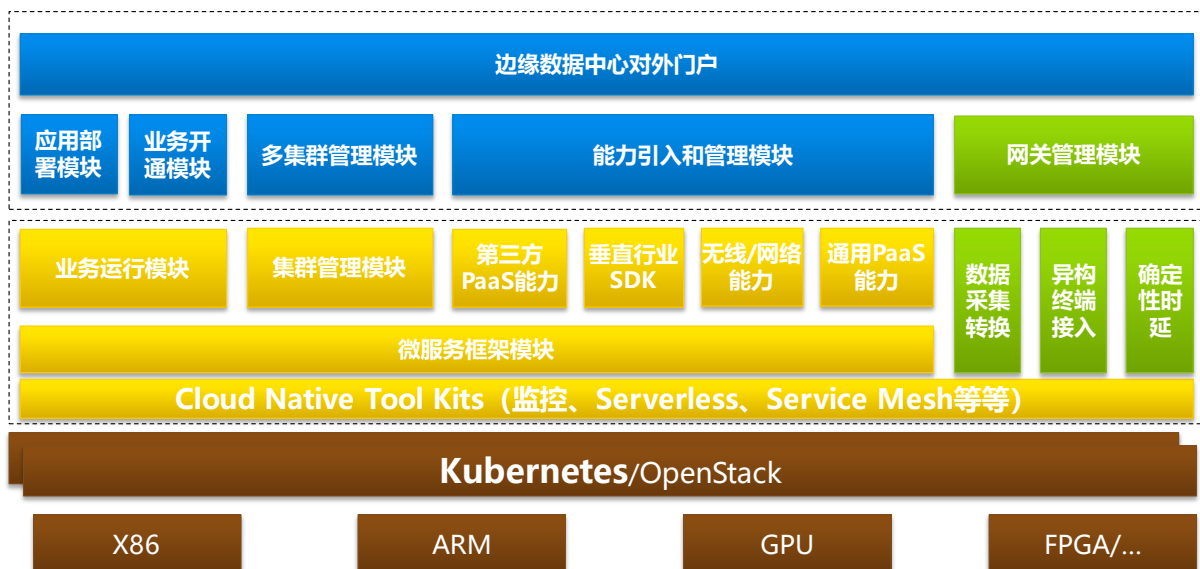 边缘数据中心对外门户
应用部
署模块
业务开
通模块
多集群管理模块
能力引入和管理模块
网关管理模块
业务运行模块
集群管理模块
第三方
PaaS能力
垂直行业
SDK
无线/网络
能力
通用PaaS
能力
数据
采集
转换
异构
终端
接入
确定
性时
延
微服务框架模块
Cloud Native Tool Kits（监控、Serverless、Service Mesh等等）
Kubernetes/OpenStack
X86
ARM
GPU
FPGA/...